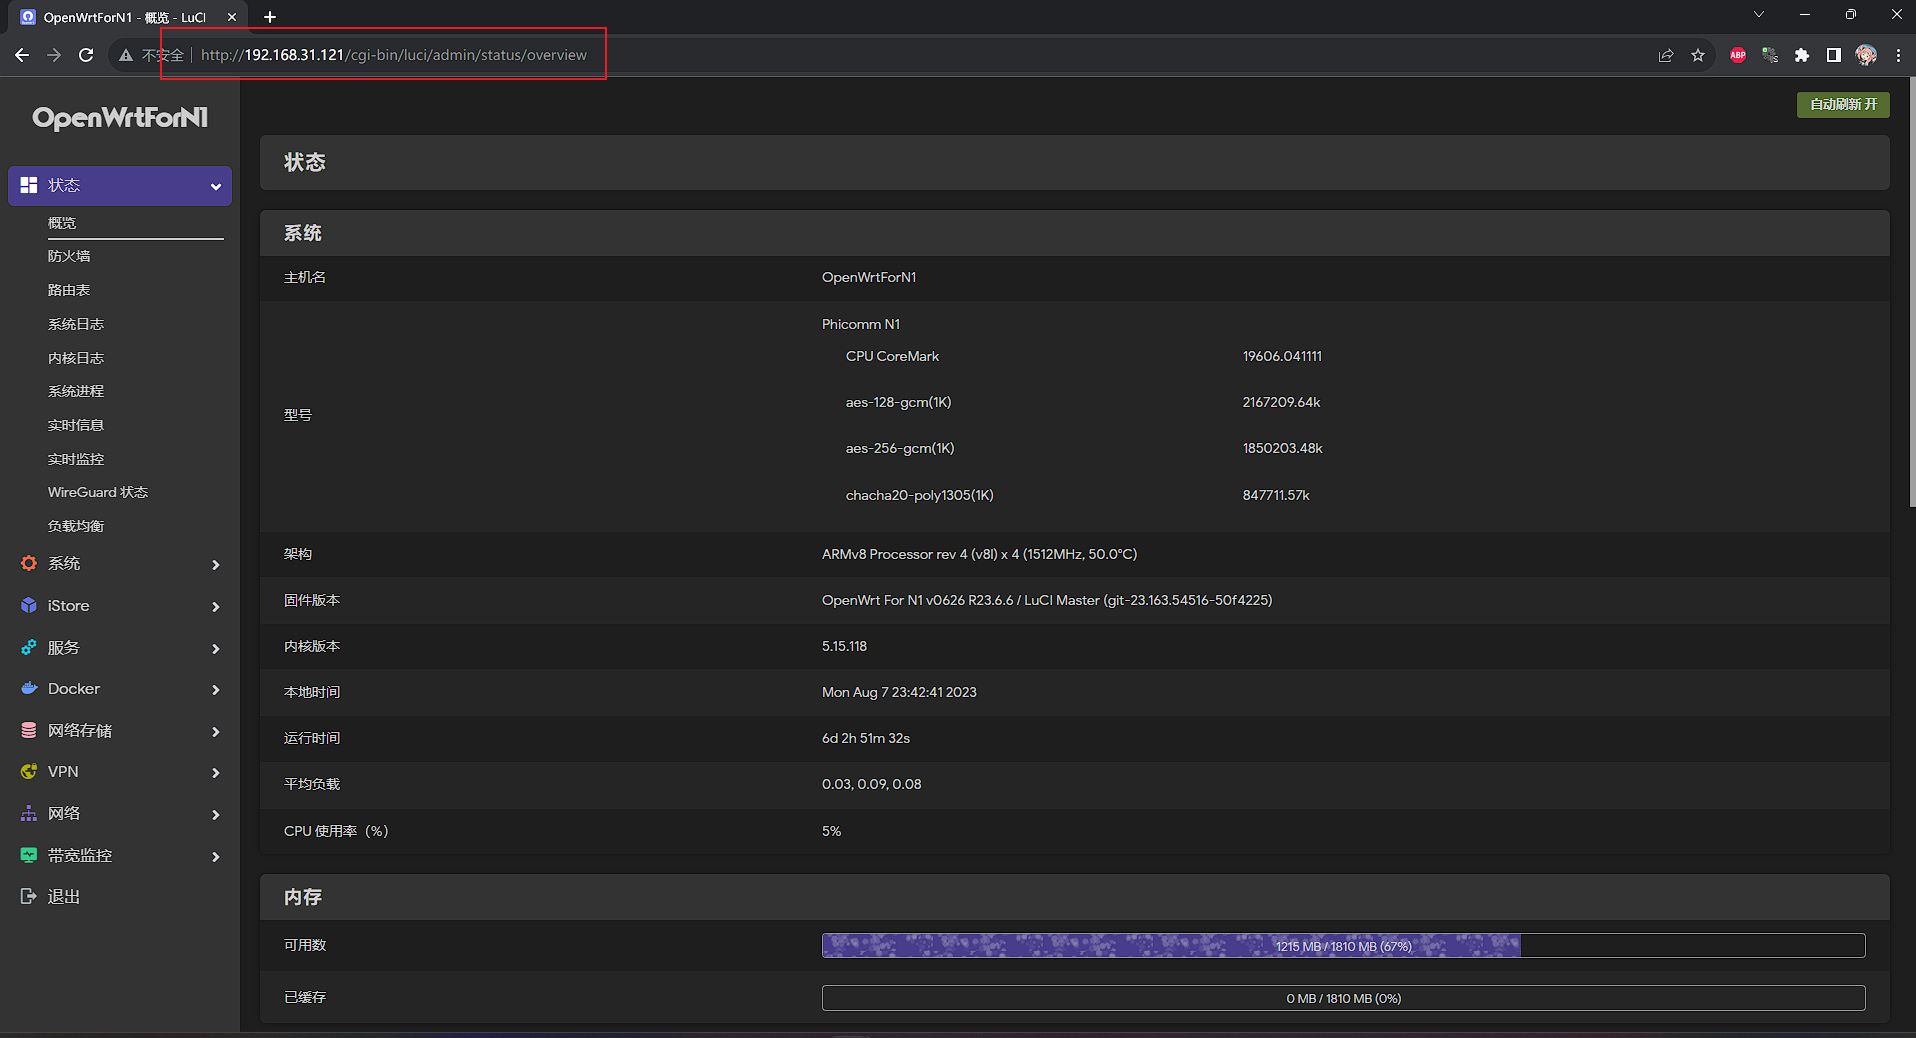 OpenWrtForN1 - 概览 - LuCI
不安全
http://192.168.31.121/cgi-bin/luci/admin/status/overview
ABP
OpenWrtForN1
自动刷新 开
状态
概览
防火墙
路由表
系统日志
内核日志
系统进程
实时信息
实时监控
WireGuard 状态
负载均衡
系统
iStore
服务
Docker
网络存储
VPN
网络
带宽监控
退出
状态
系统
主机名 OpenWrtForN1
型号
Phicomm N1
CPU CoreMark 19606.041111
aes-128-gcm(1K) 2167209.64k
aes-256-gcm(1K) 1850203.48k
chacha20-poly1305(1K) 847711.57k
架构 ARMv8 Processor rev 4 (v8l) x 4 (1512MHz, 50.0°C)
固件版本 OpenWrt For N1 v0626 R23.6.6 / LuCI Master (git-23.163.54516-50f4225)
内核版本 5.15.118
本地时间 Mon Aug 7 23:42:41 2023
运行时间 6d 2h 51m 32s
平均负载 0.03, 0.09, 0.08
CPU 使用率（%） 5%
内存
可用数 1215 MB / 1810 MB (67%)
已缓存 0 MB / 1810 MB (0%)